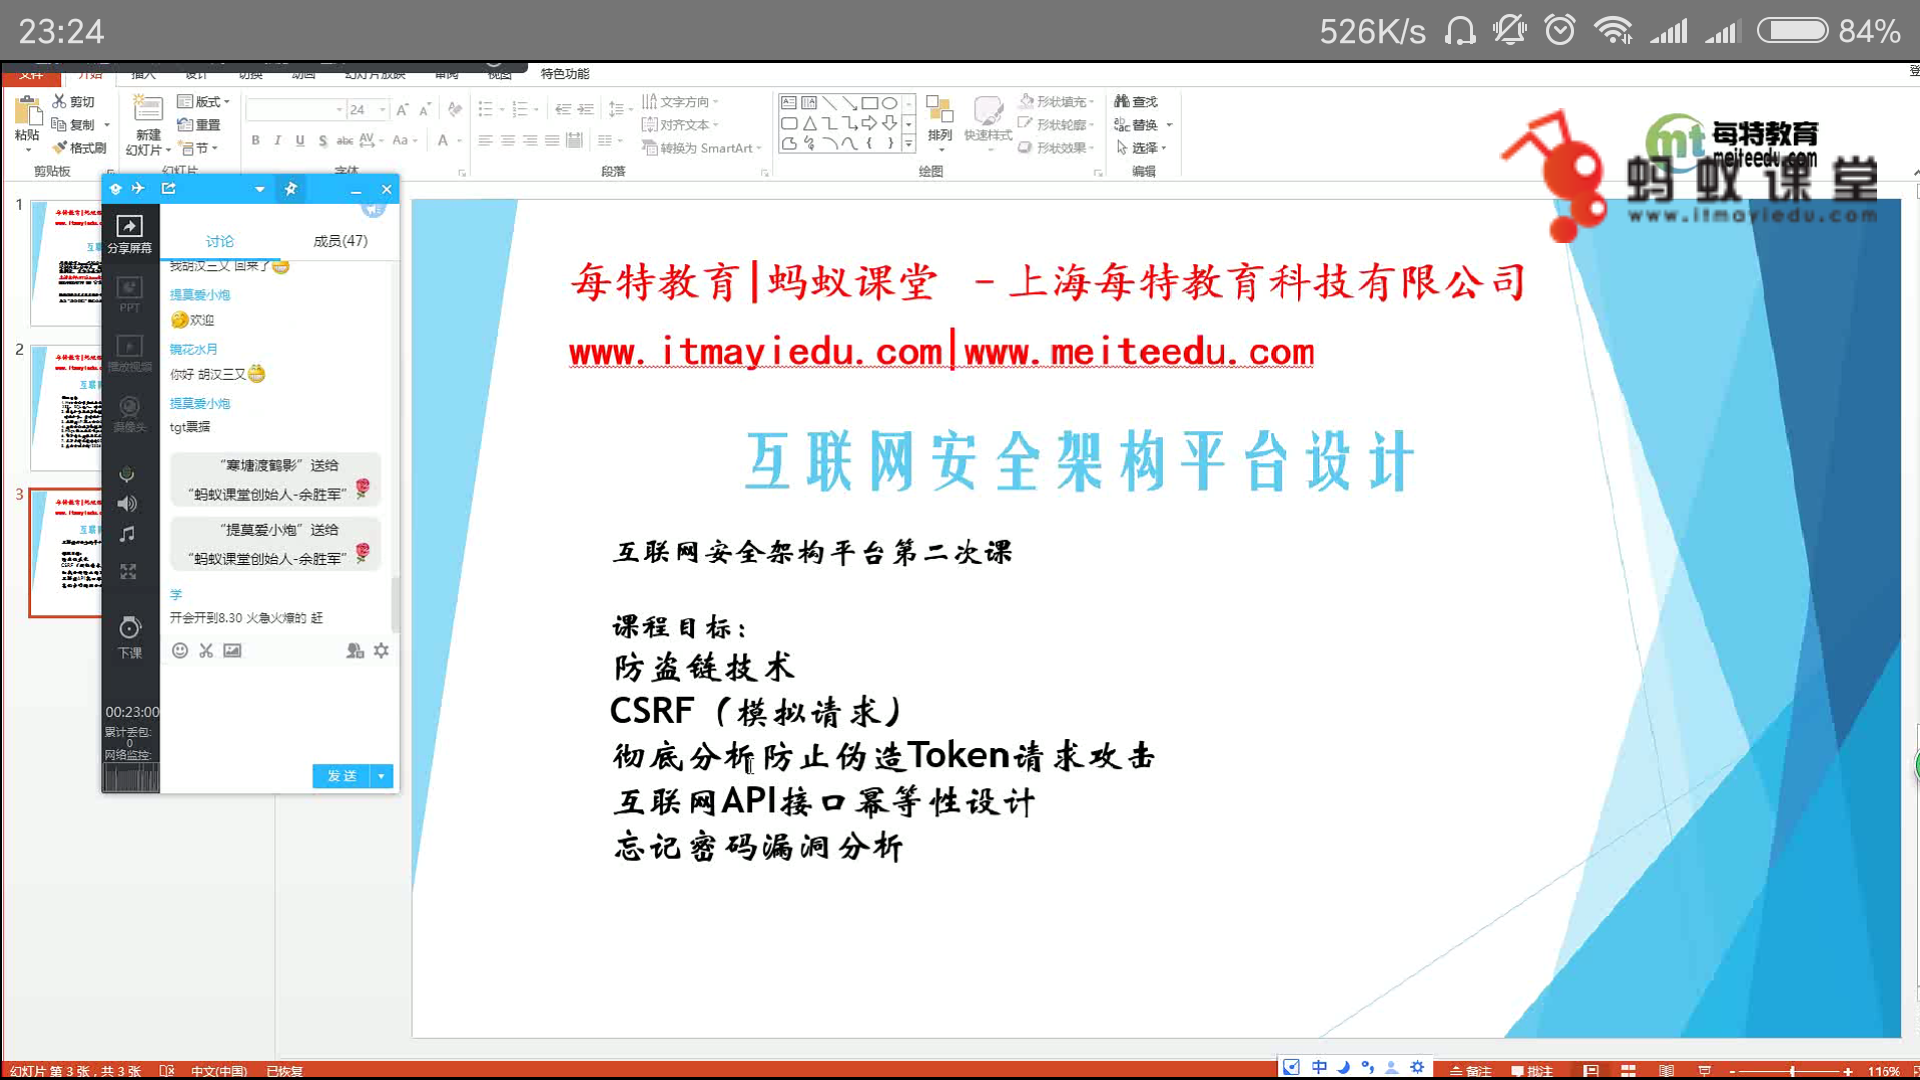 23:24
526K/s
84%
文件 开始 插入 设计 切换 动画 幻灯片放映 审阅 视图 特色功能
登
粘贴
剪切
复制
格式刷
剪贴板
新建
幻灯片
版式
重置
节
幻灯片
24
B I U S abc AV Aa A
字体
文字方向
对齐文本
转换为 SmartArt
段落
排列
快速样式
形状填充
形状轮廓
形状效果
绘图
查找
替换
选择
编辑
mt 每特教育
meiteedu.com
蚂蚁课堂
www.itmayiedu.com
1
2
3
分享屏幕
PPT
播放视频
摄像头
下课
00:23:00
累计丢包:
0
网络监控:
讨论
成员(47)
我胡汉三又 回来了
提莫爱小炮
欢迎
镜花水月
你好 胡汉三又
提莫爱小炮
tgt票据
“寒塘渡鹤影” 送给
“蚂蚁课堂创始人-余胜军”
“提莫爱小炮” 送给
“蚂蚁课堂创始人-余胜军”
学
开会开到8.30 火急火燎的 赶
发送
每特教育|蚂蚁课堂 -上海每特教育科技有限公司
www.itmayiedu.com|www.meiteedu.com
互联网安全架构平台设计
互联网安全架构平台第二次课
课程目标：
防盗链技术
CSRF（模拟请求）
彻底分析防止伪造Token请求攻击
互联网API接口幂等性设计
忘记密码漏洞分析
幻灯片 第 3 张，共 3 张
中文(中国)
已恢复
中
备注
批注
116%